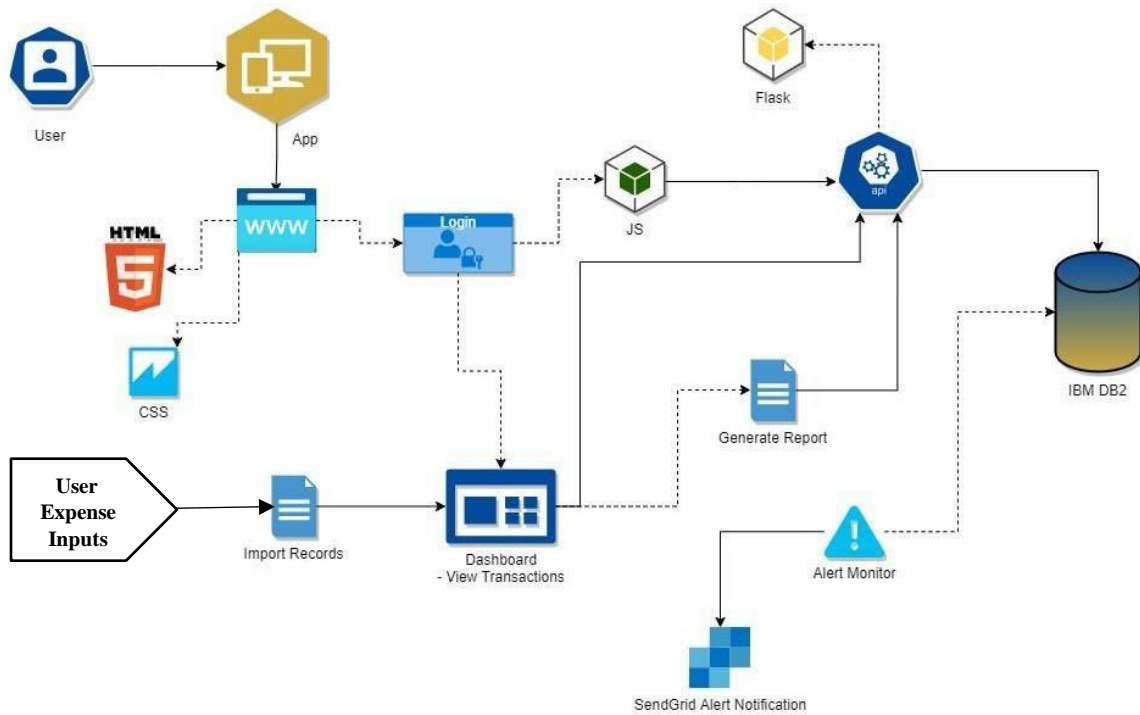 User
App
Flask
api
JS
www
Login
HTML
5
CSS
IBM DB2
Generate Report
User
Expense
Inputs
Import Records
Dashboard
- View Transactions
Alert Monitor
SendGrid Alert Notification